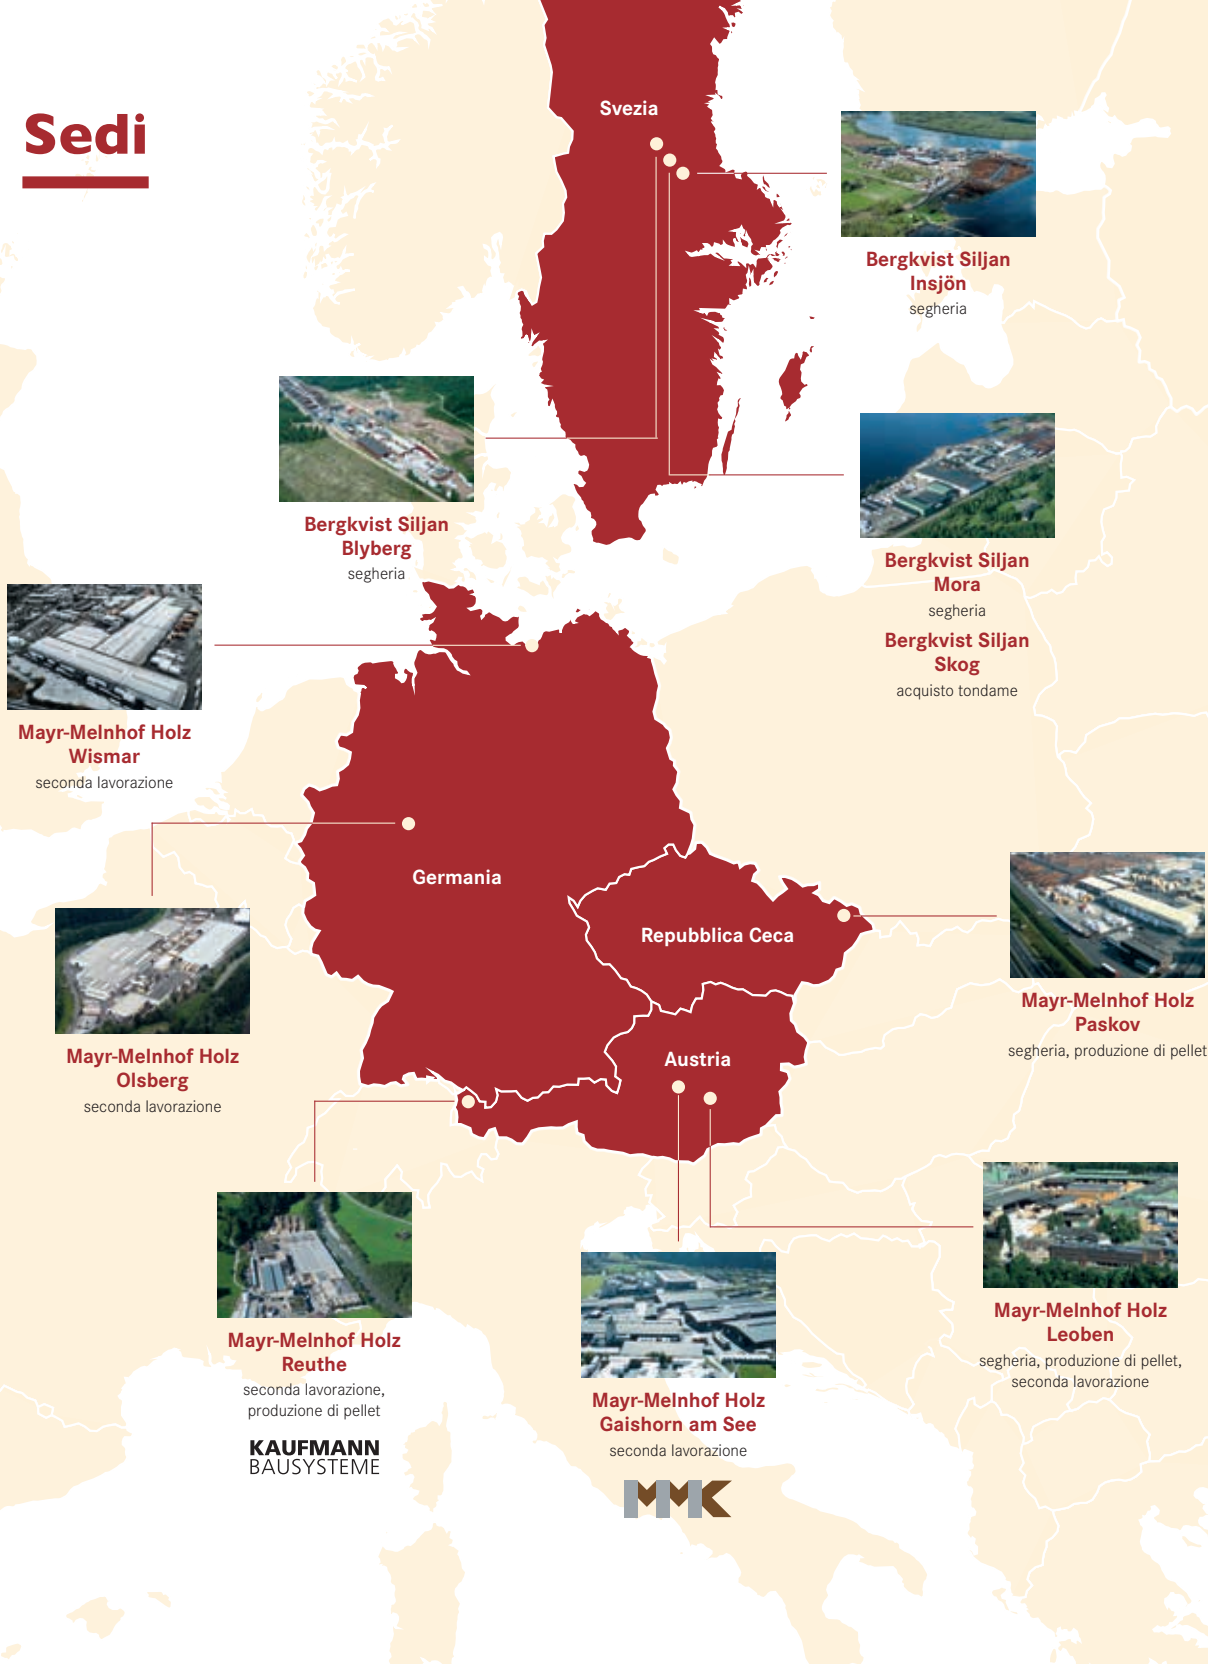 Sedi
Svezia
Bergkvist Siljan
Insjön
segheria
Bergkvist Siljan
Blyberg
segheria
Bergkvist Siljan
Mora
segheria
Bergkvist Siljan
Skog
acquisto tondame
Mayr-Melnhof Holz
Wismar
seconda lavorazione
Germania
Repubblica Ceca
Mayr-Melnhof Holz
Paskov
segheria, produzione di pellet
Mayr-Melnhof Holz
Olsberg
seconda lavorazione
Austria
Mayr-Melnhof Holz
Reuthe
seconda lavorazione,
produzione di pellet
KAUFMANN
BAUSYSTEME
Mayr-Melnhof Holz
Gaishorn am See
seconda lavorazione
MMK
Mayr-Melnhof Holz
Leoben
segheria, produzione di pellet,
seconda lavorazione